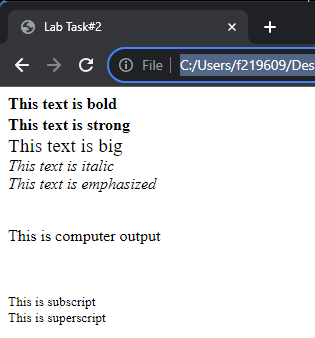 Lab Task#2
File C:/Users/f219609/Des
This text is bold
This text is strong
This text is big
This text is italic
This text is emphasized
This is computer output
This is subscript
This is superscript